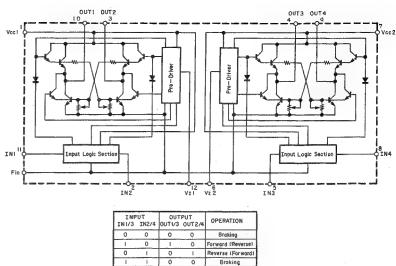 OUT1 OUT2 OUT3 OUT4
10 3 4 9
1 7
Vcc1 Vcc2
Pre-Driver Pre-Driver
11 8
IN1 Input Logic Section Input Logic Section IN4
Fin
2 12 6 5
IN2 Vz1 Vz2 IN3
INPUT OUTPUT OPERATION
IN1/3 IN2/4 OUT1/3 OUT2/4
0 0 0 0 Braking
1 0 1 0 Forward (Reverse)
0 1 0 1 Reverse (Forward)
1 1 0 0 Braking